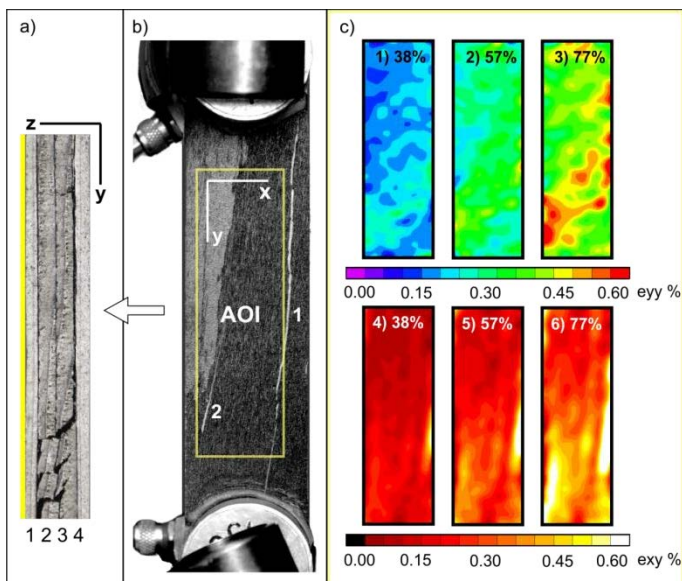 a)
z
y
1 2 3 4
b)
x
y
AOI
1
2
c)
1) 38%
2) 57%
3) 77%
0.00 0.15 0.30 0.45 0.60 eyy %
4) 38%
5) 57%
6) 77%
0.00 0.15 0.30 0.45 0.60 exy %